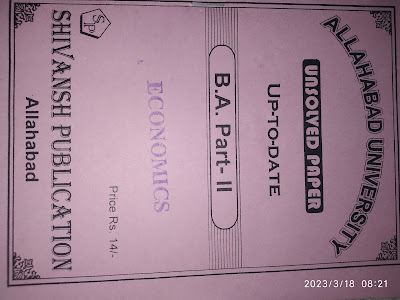 ALLAHABAD UNIVERSITY
UNSOLVED PAPER
UP-TO-DATE
B.A. Part- II
ECONOMICS
Price Rs. 14/-
SP
SHIVANSH PUBLICATION
Allahabad
2023/3/18 08:21